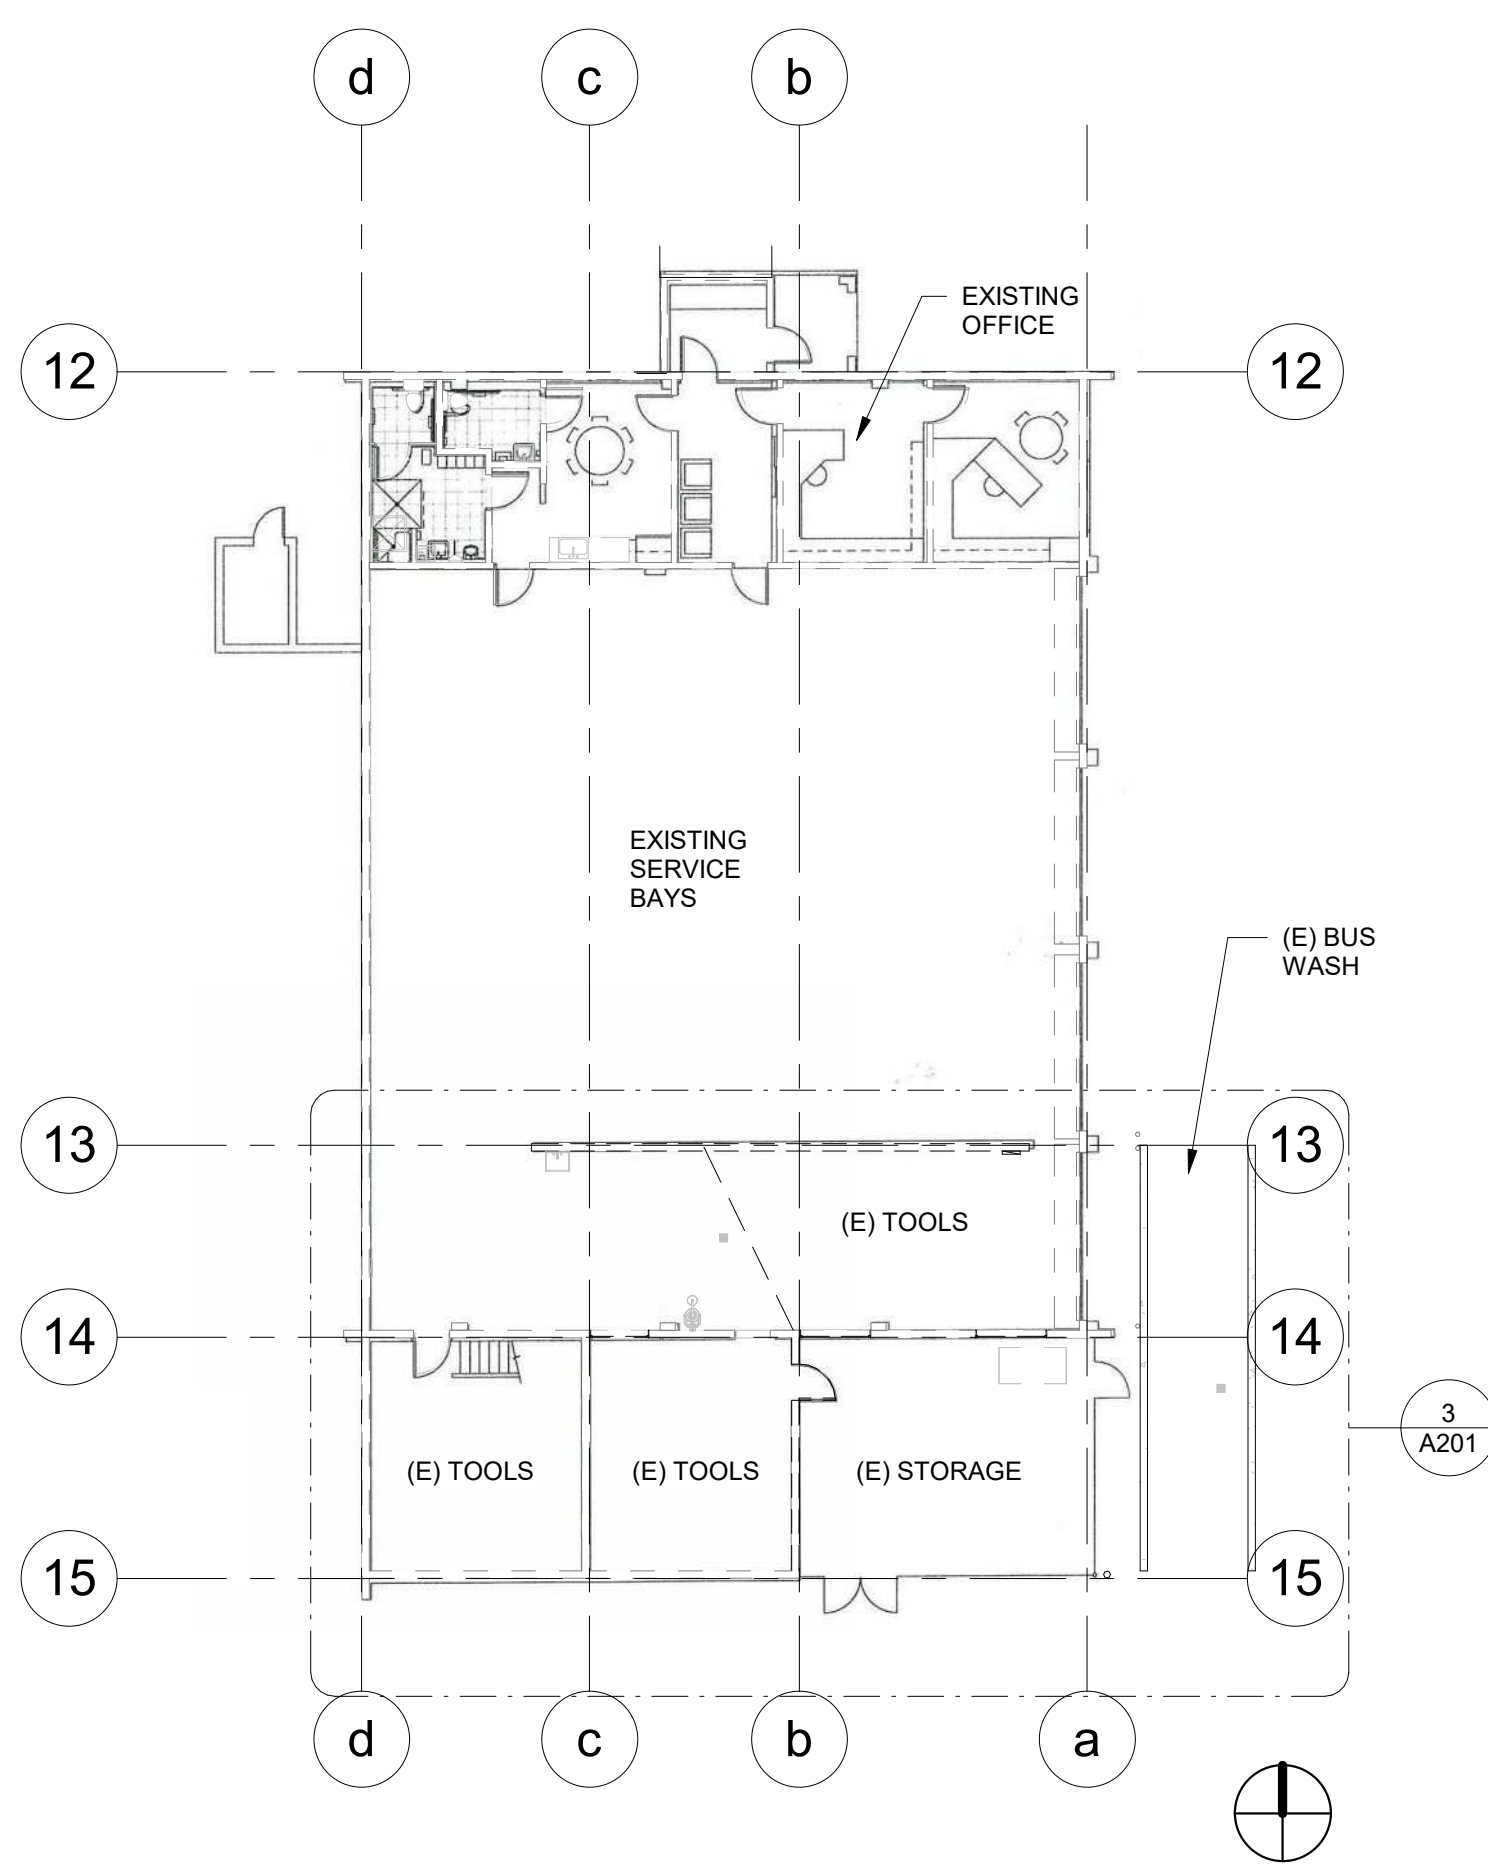 d
c
b
EXISTING
OFFICE
12
12
EXISTING
SERVICE
BAYS
(E) BUS
WASH
13
13
(E) TOOLS
14
14
3
A201
(E) TOOLS
(E) TOOLS
(E) STORAGE
15
15
d
c
b
a